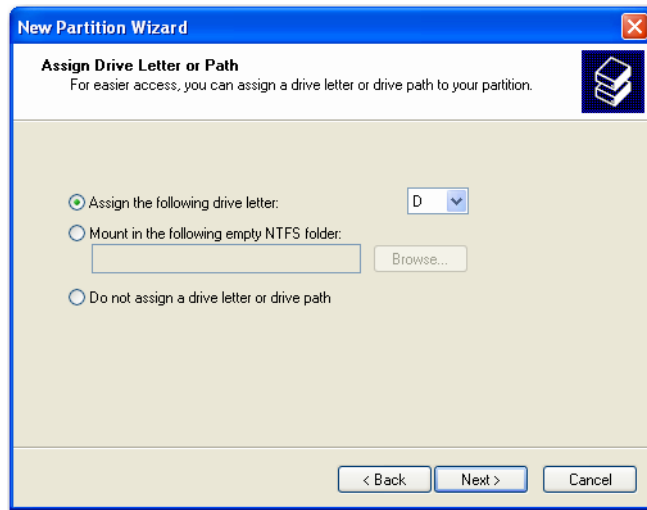 New Partition Wizard
Assign Drive Letter or Path
For easier access, you can assign a drive letter or drive path to your partition.
Assign the following drive letter: D
Mount in the following empty NTFS folder:
Browse...
Do not assign a drive letter or drive path
< Back Next > Cancel